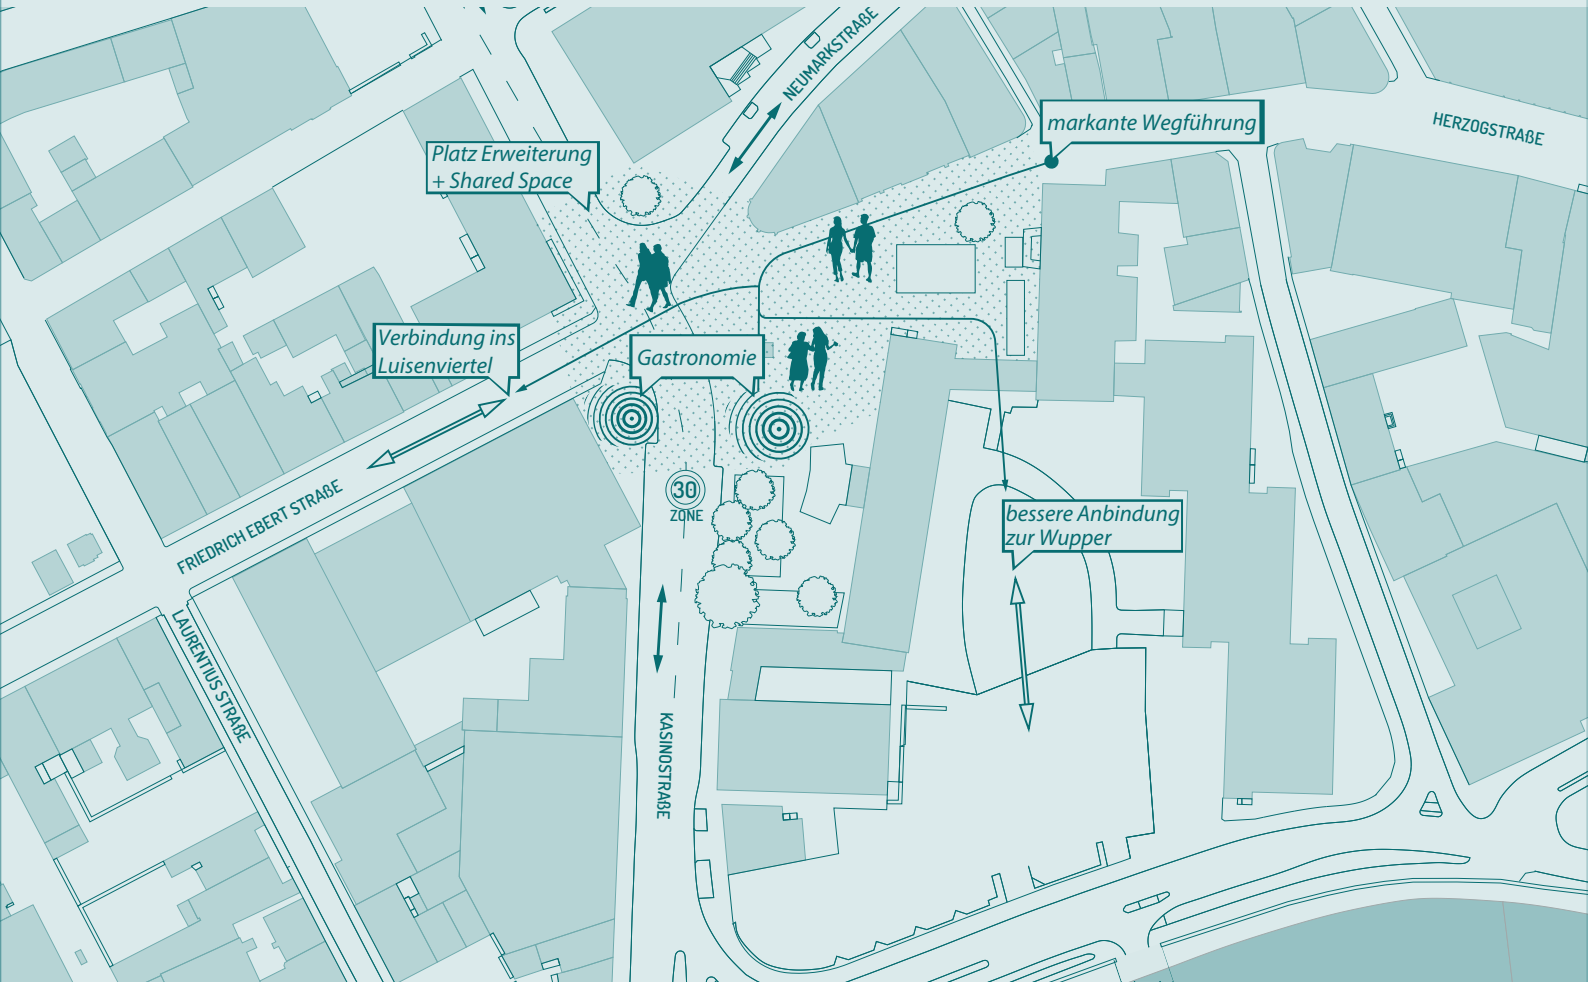 NEUMARKSTRAßE
markante Wegführung
HERZOGSTRAßE
Platz Erweiterung
+ Shared Space
Verbindung ins
Luisenviertel
Gastronomie
30
ZONE
FRIEDRICH EBERT STRAßE
bessere Anbindung
zur Wupper
LAURENTIUS STRAßE
KASINOSTRAßE